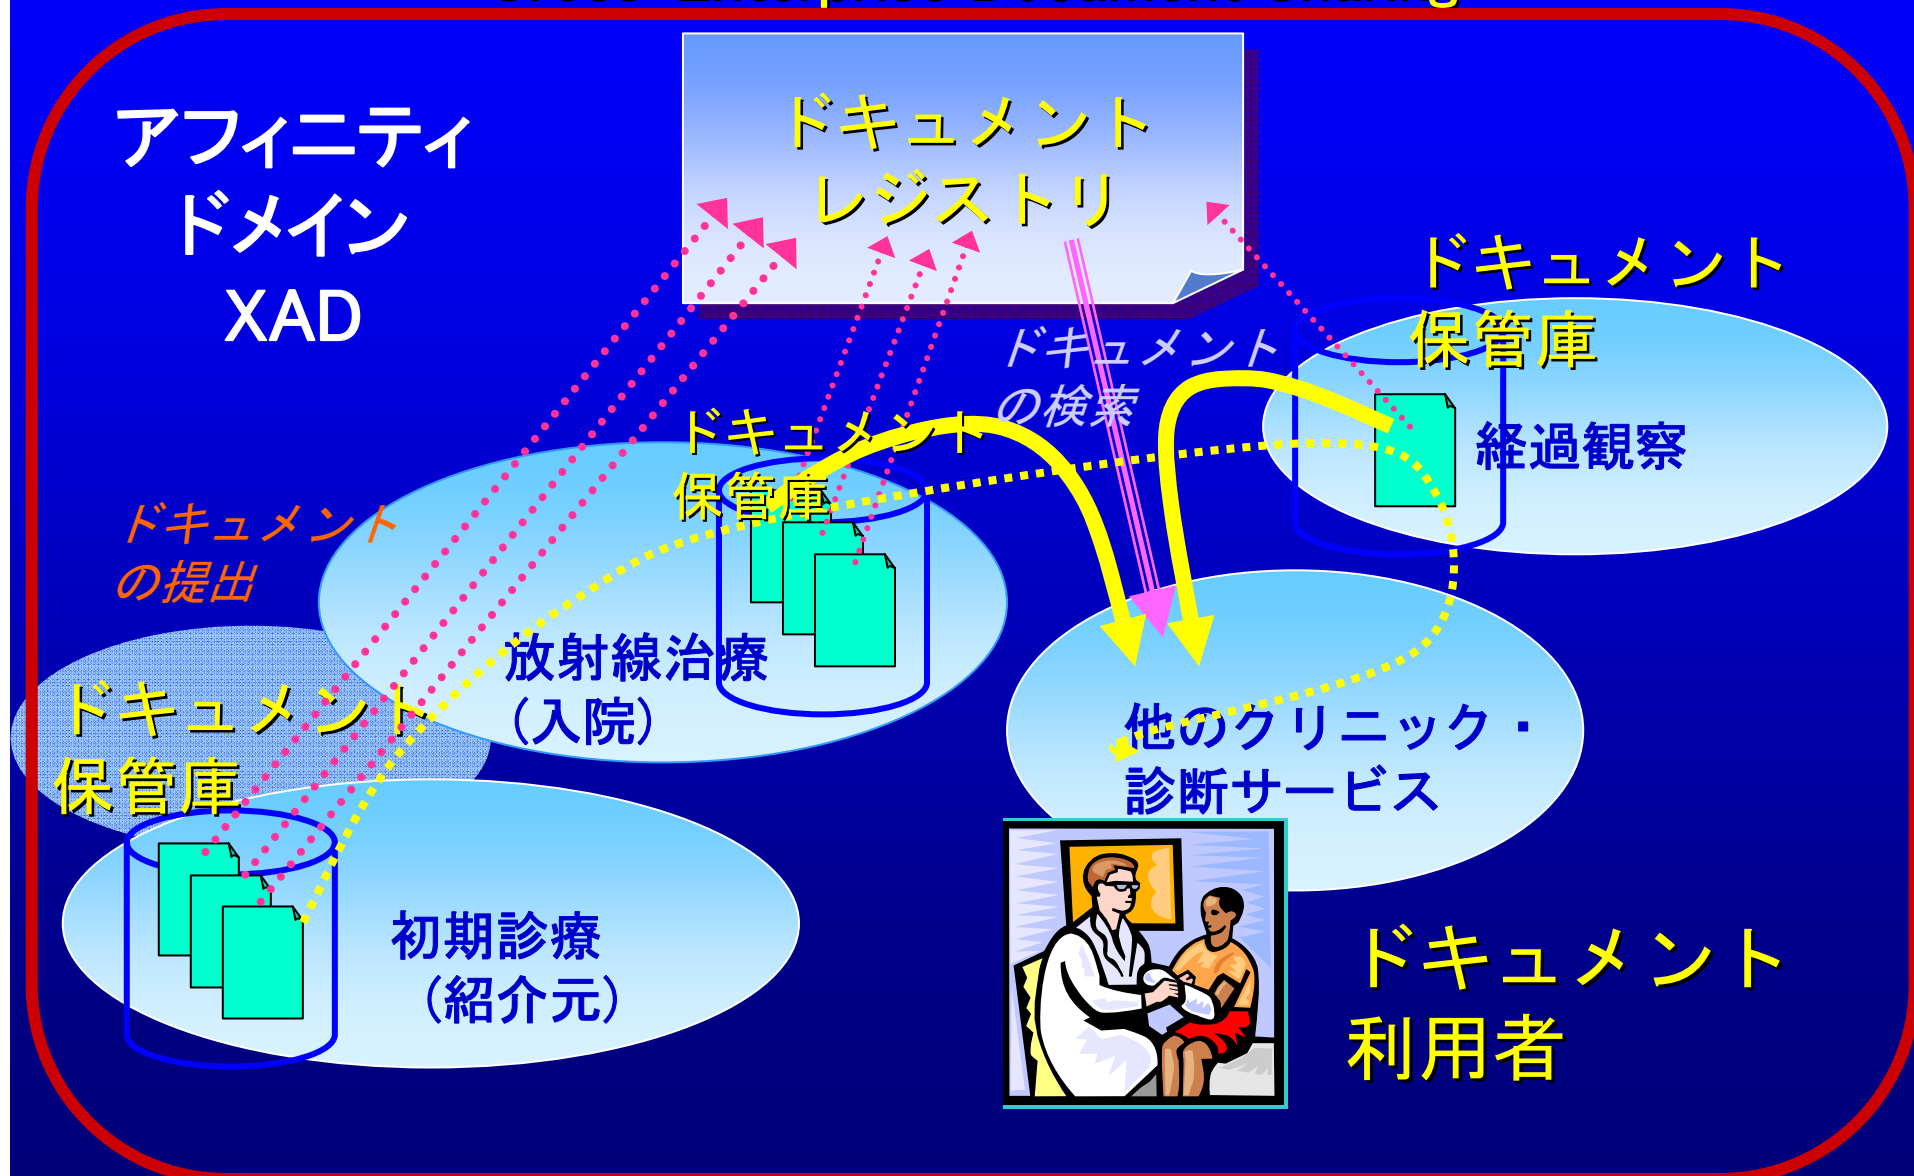 Cross-Enterprise Document Sharing
アフィニティ
ドメイン
XAD
ドキュメント
レジストリ
ドキュメント
保管庫
経過観察
ドキュメント
の検索
ドキュメント
保管庫
放射線治療
（入院）
ドキュメント
の提出
ドキュメント
保管庫
初期診療
（紹介元）
他のクリニック・
診断サービス
ドキュメント
利用者